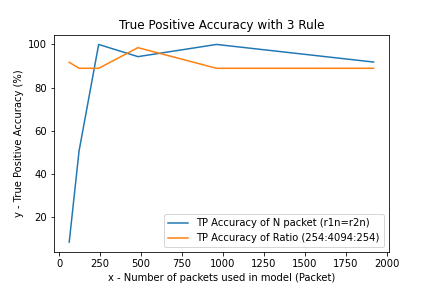 True Positive Accuracy with 3 Rule
y - True Positive Accuracy (%)
100
80
60
40
20
TP Accuracy of N packet (r1n=r2n)
TP Accuracy of Ratio (254:4094:254)
0 250 500 750 1000 1250 1500 1750 2000
x - Number of packets used in model (Packet)